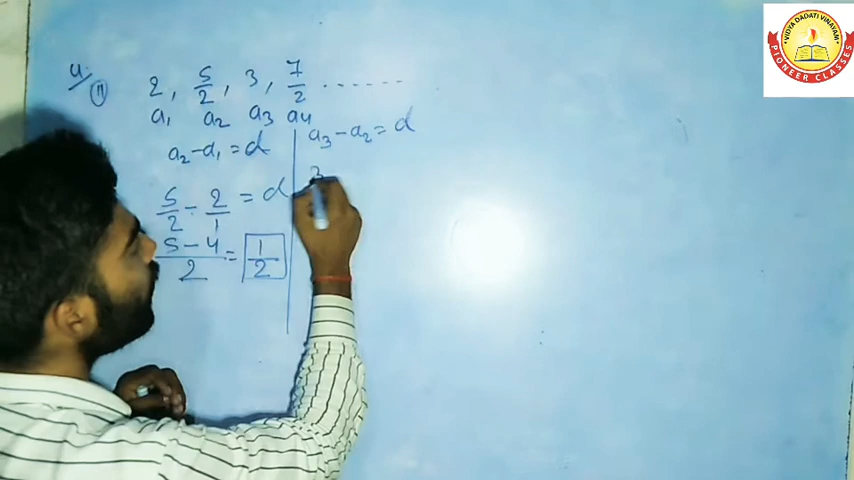 4/
(ii) 2, 5/2, 3, 7/2 .......
a₁ a₂ a₃ a₄
a₂-a₁ = d
5/2 - 2/1 = d
5-4/2 = 1/2
a₃-a₂ = d
3
VIDYA DADATI VINAYAM
PIONEER CLASSES